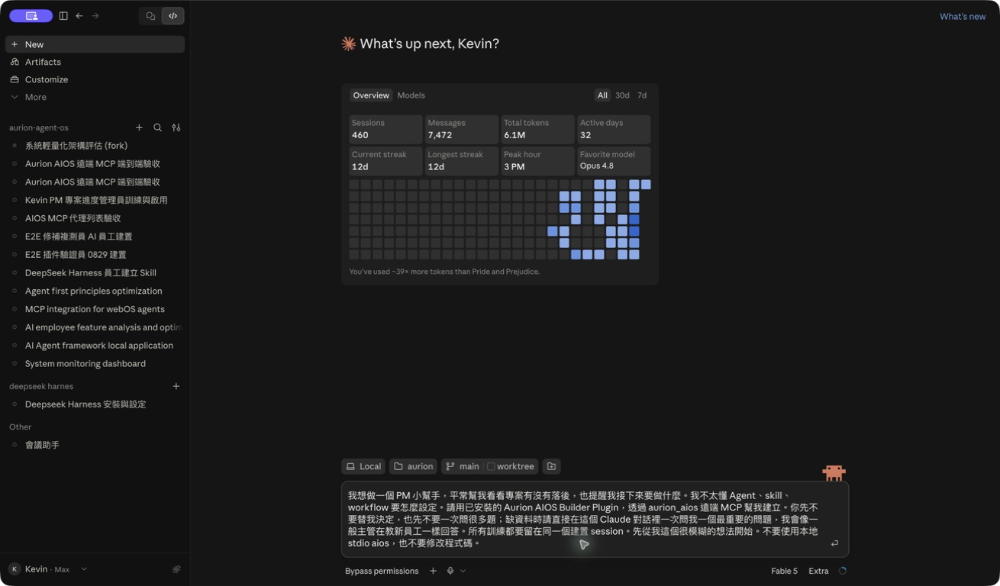 What's new
New
Artifacts
Customize
More
aurion-agent-os
系統輕量化架構評估 (fork)
Aurion AIOS 遠端 MCP 端到端驗收
Aurion AIOS 遠端 MCP 端到端驗收
Kevin PM 專案進度管理員訓練與啟用
AIOS MCP 代理列表驗收
E2E 修補複測員 AI 員工建置
E2E 插件驗證員 0829 建置
DeepSeek Harness 員工建立 Skill
Agent first principles optimization
MCP integration for webOS agents
AI employee feature analysis and optim
AI Agent framework local application
System monitoring dashboard
deepseek harnes
Deepseek Harness 安裝與設定
Other
會議助手
K Kevin · Max
What's up next, Kevin?
Overview Models All 30d 7d
Sessions Messages Total tokens Active days
460 7,472 6.1M 32
Current streak Longest streak Peak hour Favorite model
12d 12d 3 PM Opus 4.8
You've used ~39× more tokens than Pride and Prejudice.
Local aurion main worktree
我想做一個 PM 小幫手，平常幫我看看專案有沒有落後，也提醒我接下來要做什麼。我不太懂 Agent、skill、
workflow 要怎麼設定。請用已安裝的 Aurion AIOS Builder Plugin，透過 aurion_aios 遠端 MCP 幫我建立。你先不
要替我決定，也先不要一次問很多題；缺資料時請直接在這個 Claude 對話裡一次問我一個最重要的問題，我會像一
般主管在教新員工一樣回答。所有訓練都要留在同一個建置 session。先從我這個很模糊的想法開始。不要使用本地
stdio aios，也不要修改程式碼。
Bypass permissions Fable 5 Extra